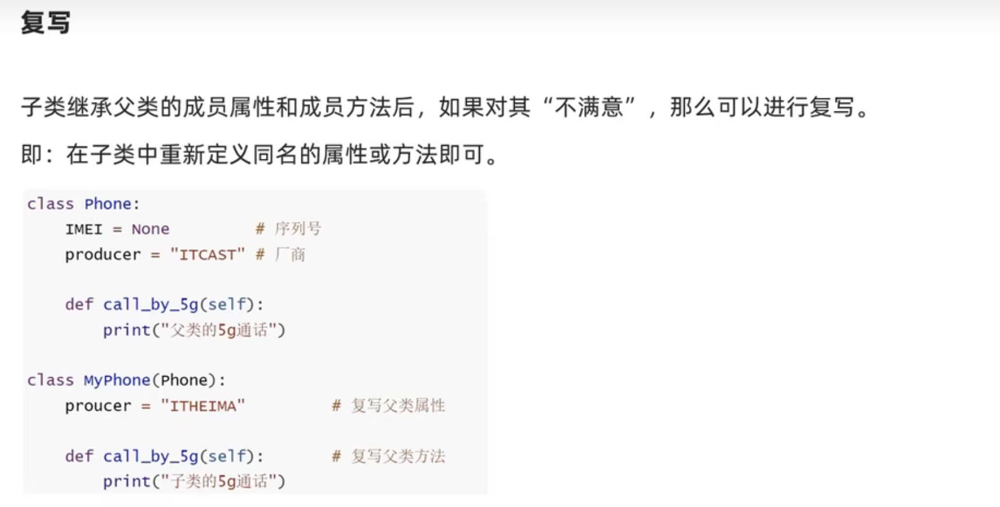 复写
子类继承父类的成员属性和成员方法后，如果对其“不满意”，那么可以进行复写。
即：在子类中重新定义同名的属性或方法即可。
class Phone:
    IMEI = None         # 序列号
    producer = "ITCAST" # 厂商
    def call_by_5g(self):
        print("父类的5g通话")
class MyPhone(Phone):
    proucer = "ITHEIMA"         # 复写父类属性
    def call_by_5g(self):       # 复写父类方法
        print("子类的5g通话")